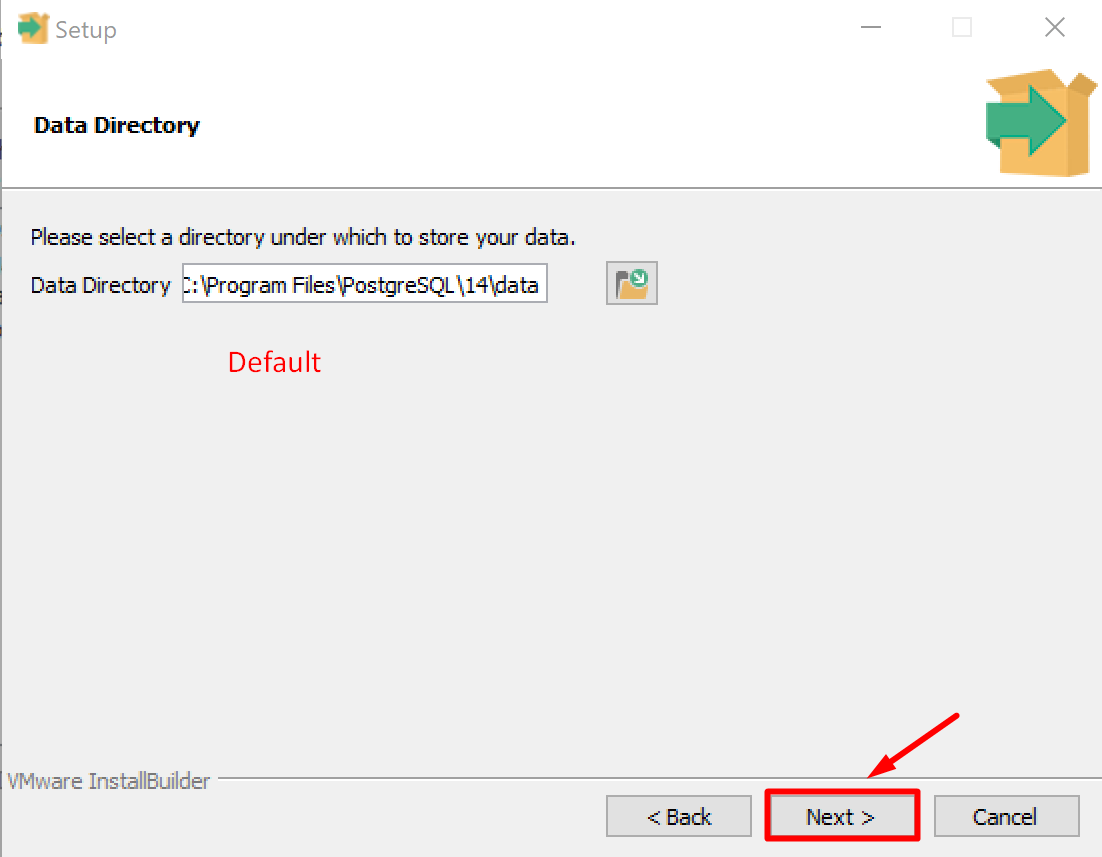 Setup
Data Directory
Please select a directory under which to store your data.
Data Directory C:\Program Files\PostgreSQL\14\data
Default
VMware InstallBuilder
< Back Next > Cancel